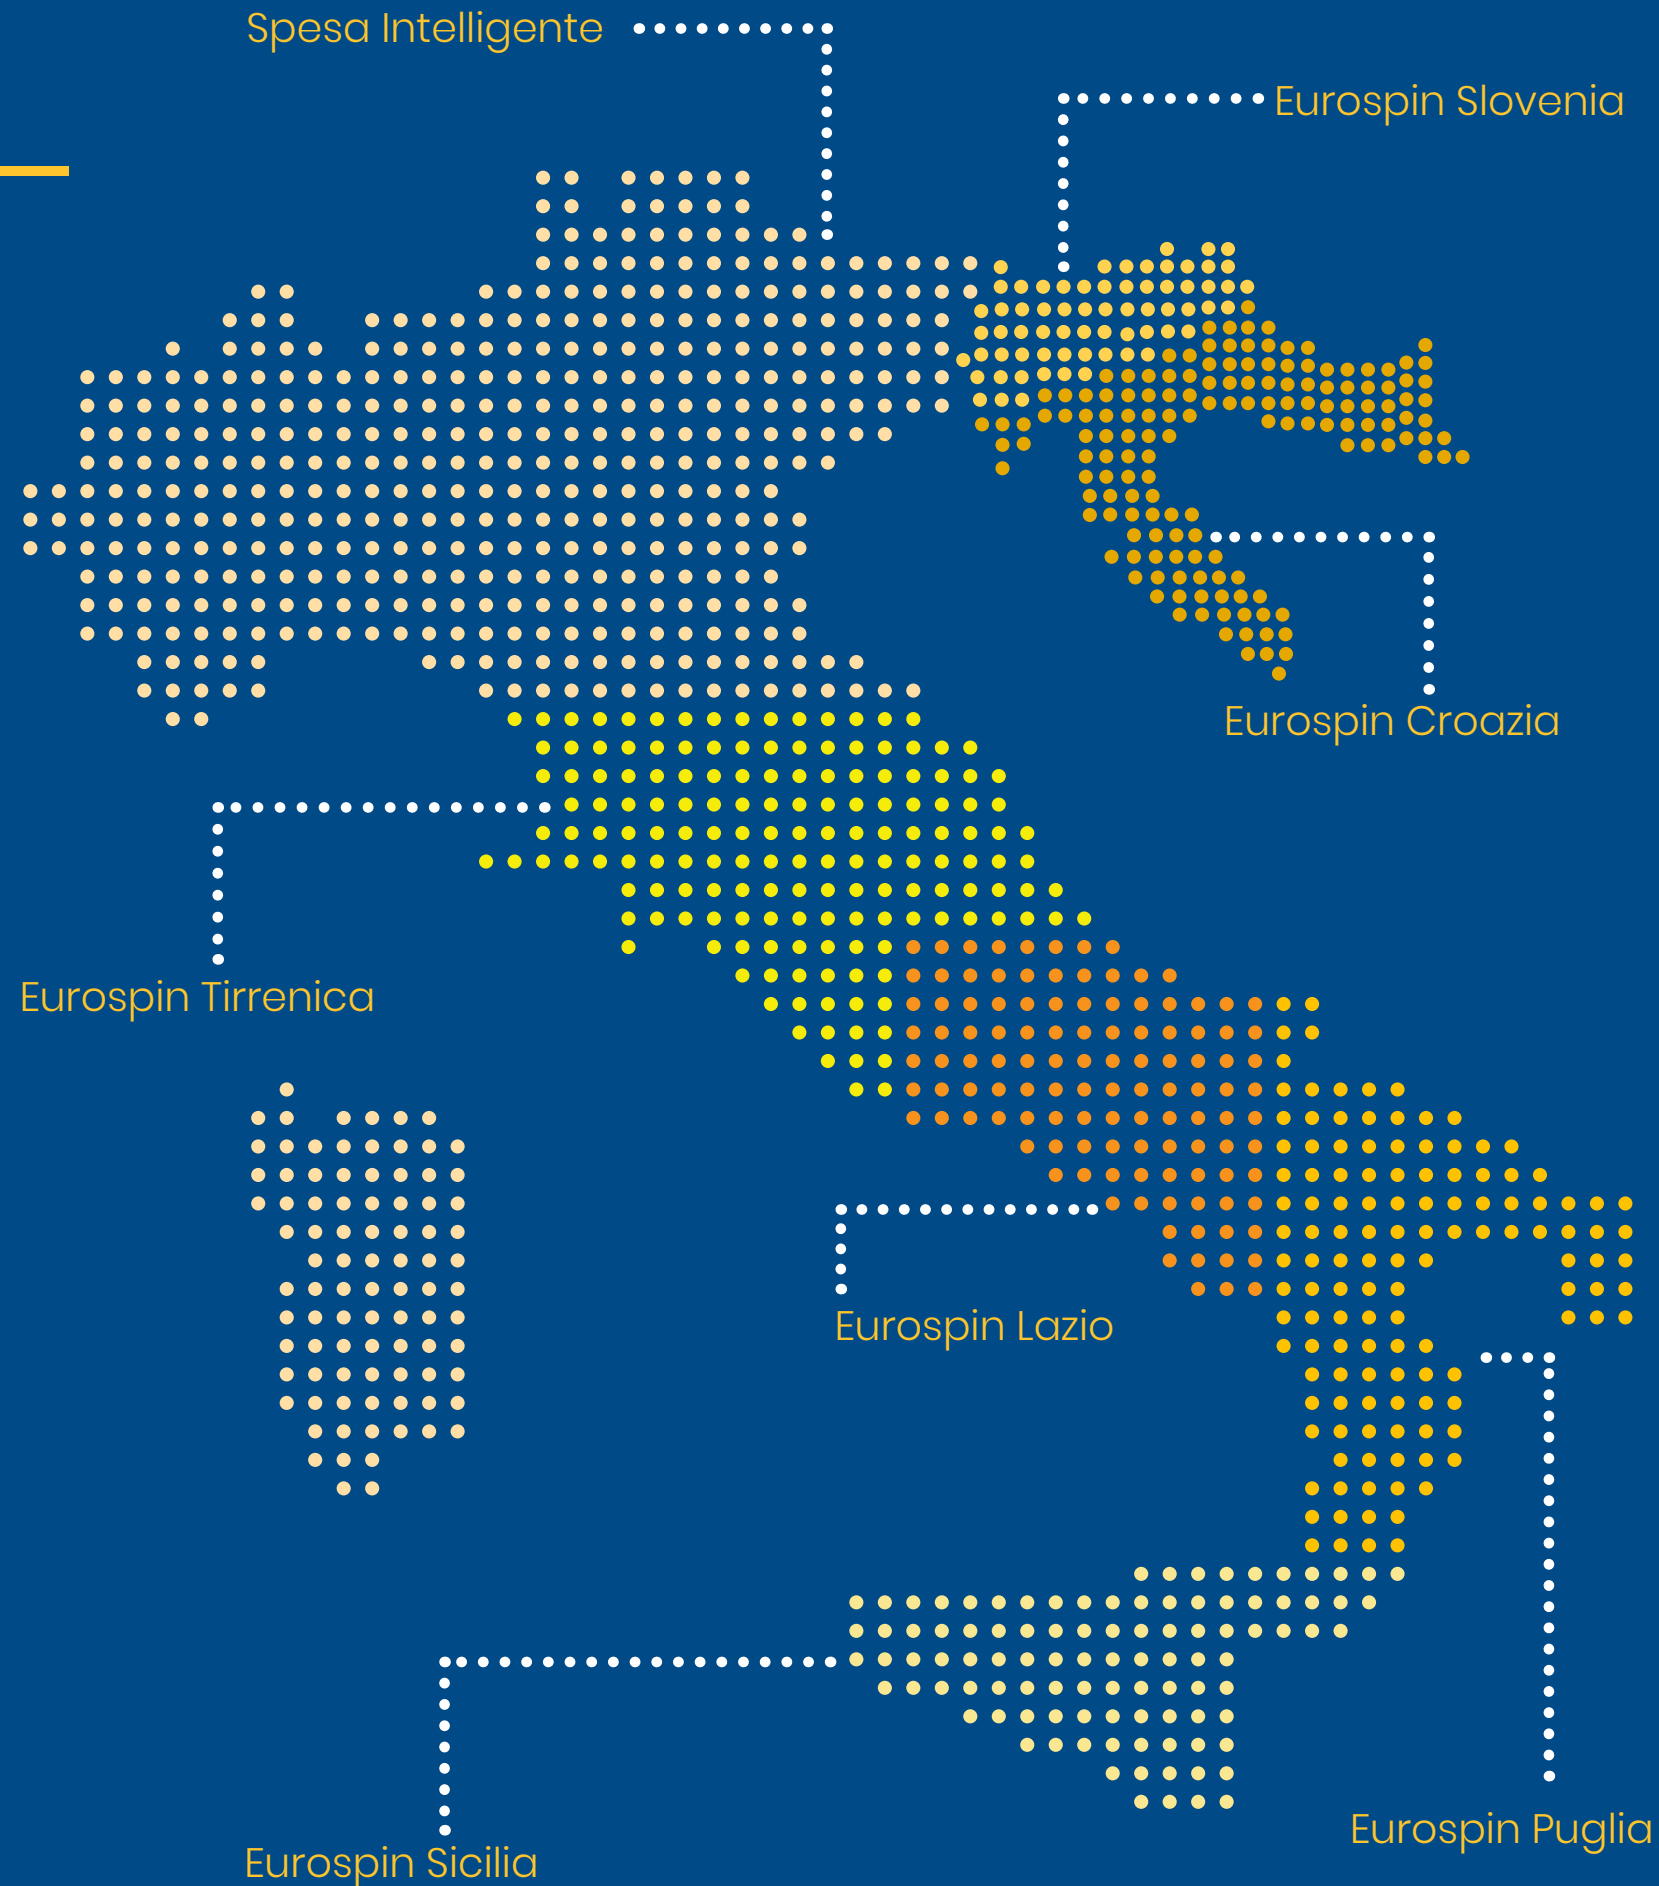 Spesa Intelligente
Eurospin Slovenia
Eurospin Croazia
Eurospin Tirrenica
Eurospin Lazio
Eurospin Puglia
Eurospin Sicilia